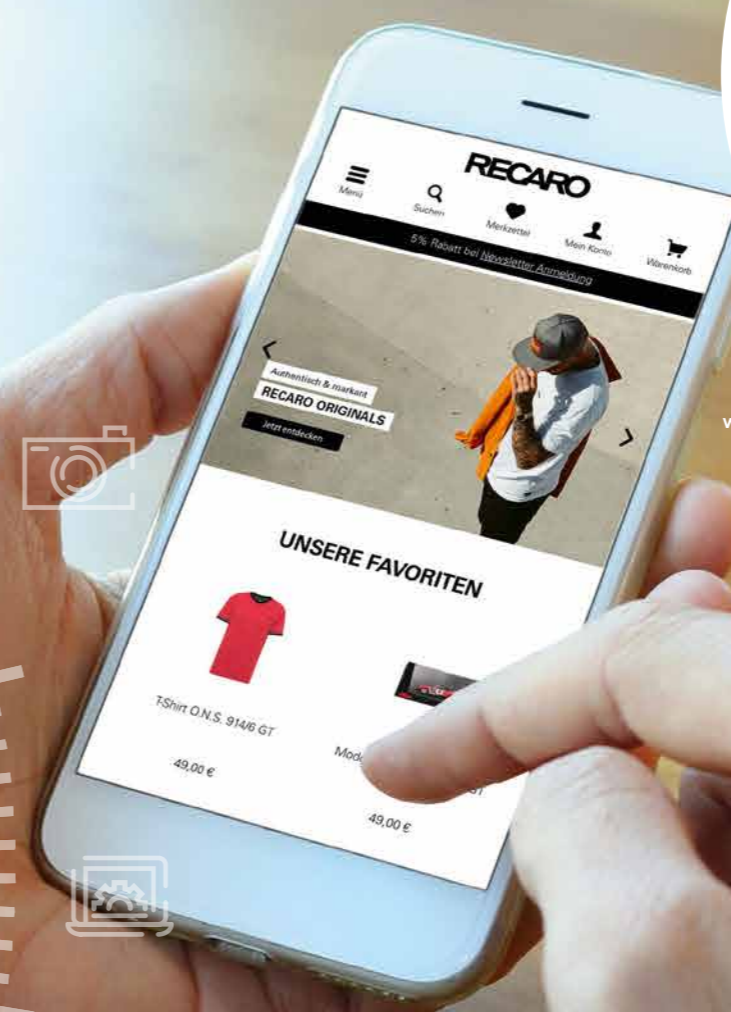 RECARO
Menü
Suchen
Merkzettel
Mein Konto
Warenkorb
5% Rabatt bei Newsletter Anmeldung
Authentisch & markant
RECARO ORIGINALS
Jetzt entdecken
UNSERE FAVORITEN
T-Shirt O.N.S. 914/6 GT
49,00 €
49,00 €